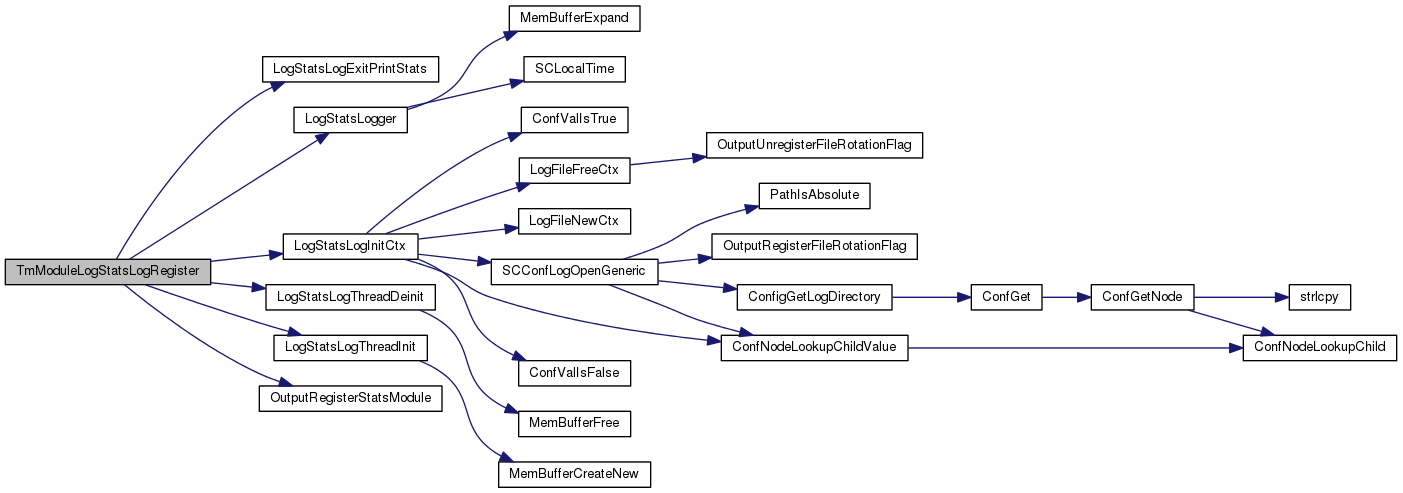 MemBufferExpand
LogStatsLogExitPrintStats
SCLocalTime
LogStatsLogger
ConfValIsTrue
OutputUnregisterFileRotationFlag
LogFileFreeCtx
PathIsAbsolute
LogFileNewCtx
LogStatsLogInitCtx
OutputRegisterFileRotationFlag
TmModuleLogStatsLogRegister
SCConfLogOpenGeneric
LogStatsLogThreadDeinit
ConfigGetLogDirectory
ConfGet
ConfGetNode
strlcpy
LogStatsLogThreadInit
ConfNodeLookupChildValue
ConfNodeLookupChild
ConfValIsFalse
OutputRegisterStatsModule
MemBufferFree
MemBufferCreateNew